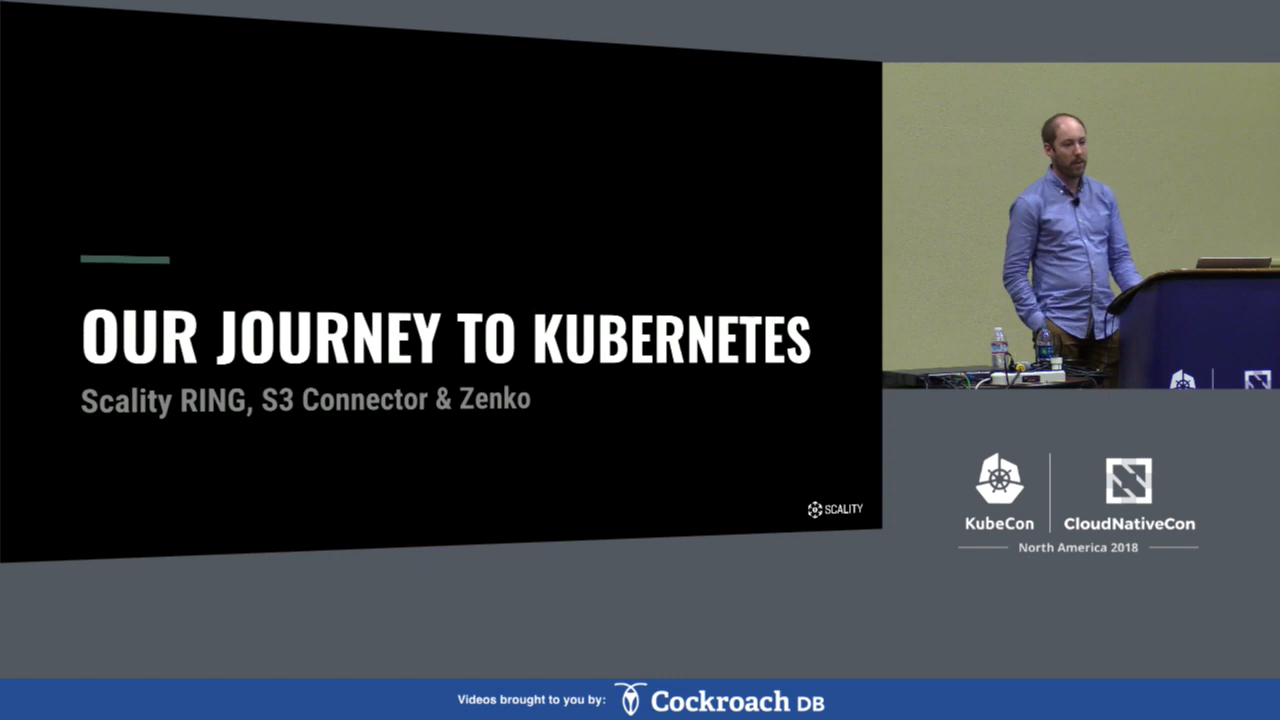 OUR JOURNEY TO KUBERNETES
Scality RING, S3 Connector & Zenko
SCALITY
KubeCon
CloudNativeCon
North America 2018
Videos brought to you by:
Cockroach DB